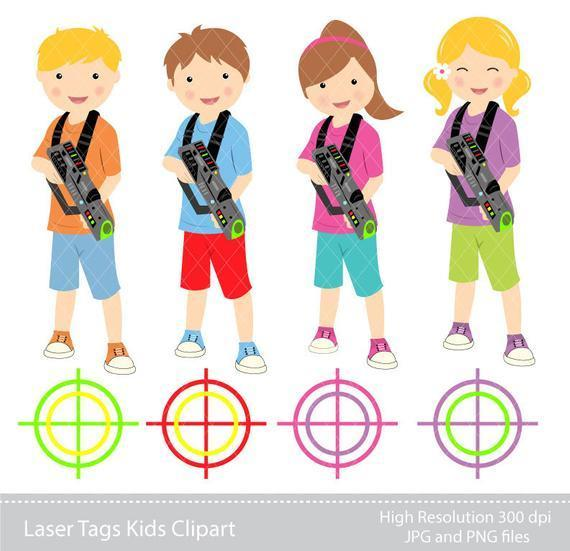 Laser Tags Kids Clipart
High Resolution 300 dpi
JPG and PNG files